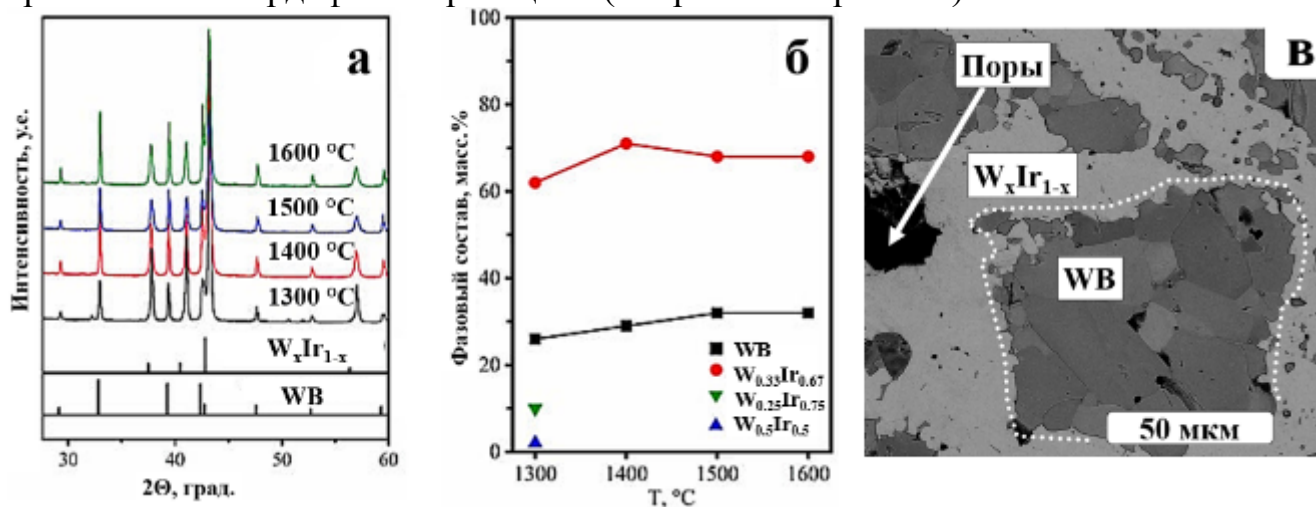 а
Интенсивность, у.е.
1600 °C
1500 °C
1400 °C
1300 °C
WₓIr₁₋ₓ
WB
30 40 50 60
2Θ, град.
б
Фазовый состав, масс.%
100
80
60
40
20
0
WB
W₀.₃₃Ir₀.₆₇
W₀.₂₅Ir₀.₇₅
W₀.₅Ir₀.₅
1300 1400 1500 1600
T, °C
в
Поры
WₓIr₁₋ₓ
WB
50 мкм